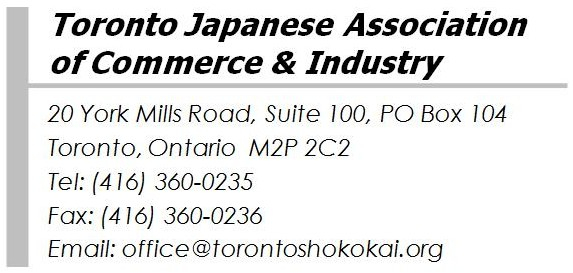 Toronto Japanese Association
of Commerce & Industry
20 York Mills Road, Suite 100, PO Box 104
Toronto, Ontario  M2P 2C2
Tel: (416) 360-0235
Fax: (416) 360-0236
Email: office@torontoshokokai.org